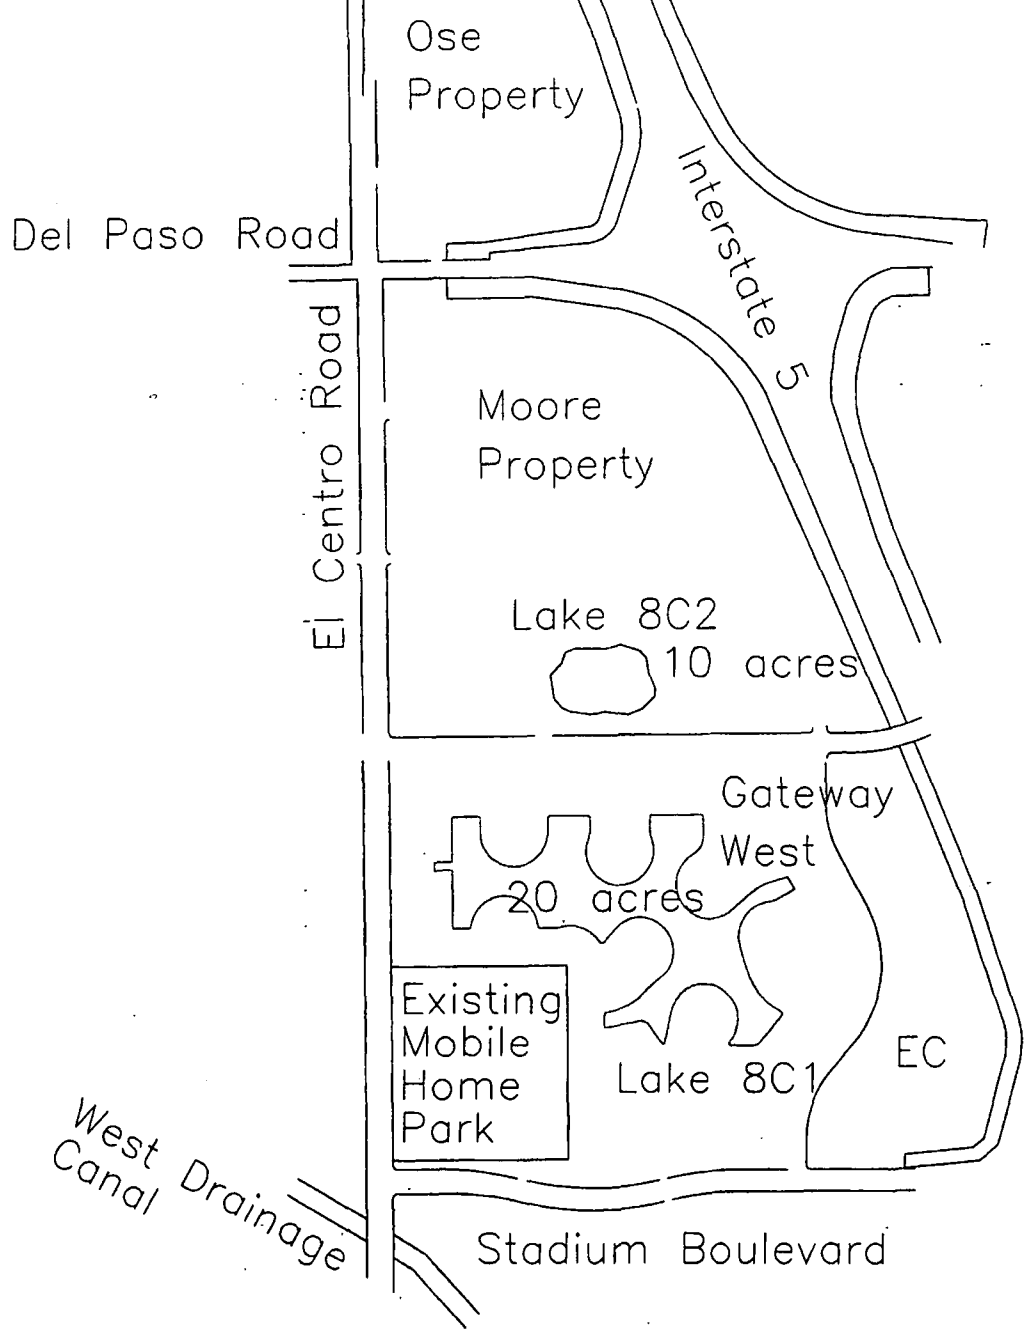 Ose
Property
Interstate 5
Del Paso Road
El Centro Road
Moore
Property
Lake 8C2
10 acres
Gateway
West
20 acres
Existing
Mobile
Home
Park
EC
Lake 8C1
West Drainage
Canal
Stadium Boulevard